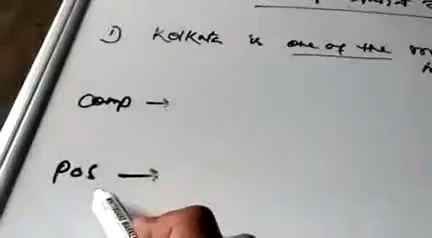 1) Kolkata is one of the
Comp →
Pos →